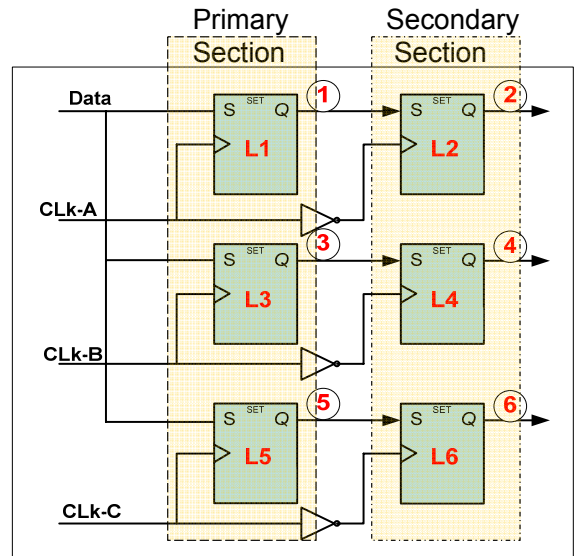 Primary Secondary
Section Section
Data
S SET Q 1 S SET Q 2
L1 L2
CLk-A
S SET Q 3 S SET Q 4
L3 L4
CLk-B
S SET Q 5 S SET Q 6
L5 L6
CLk-C